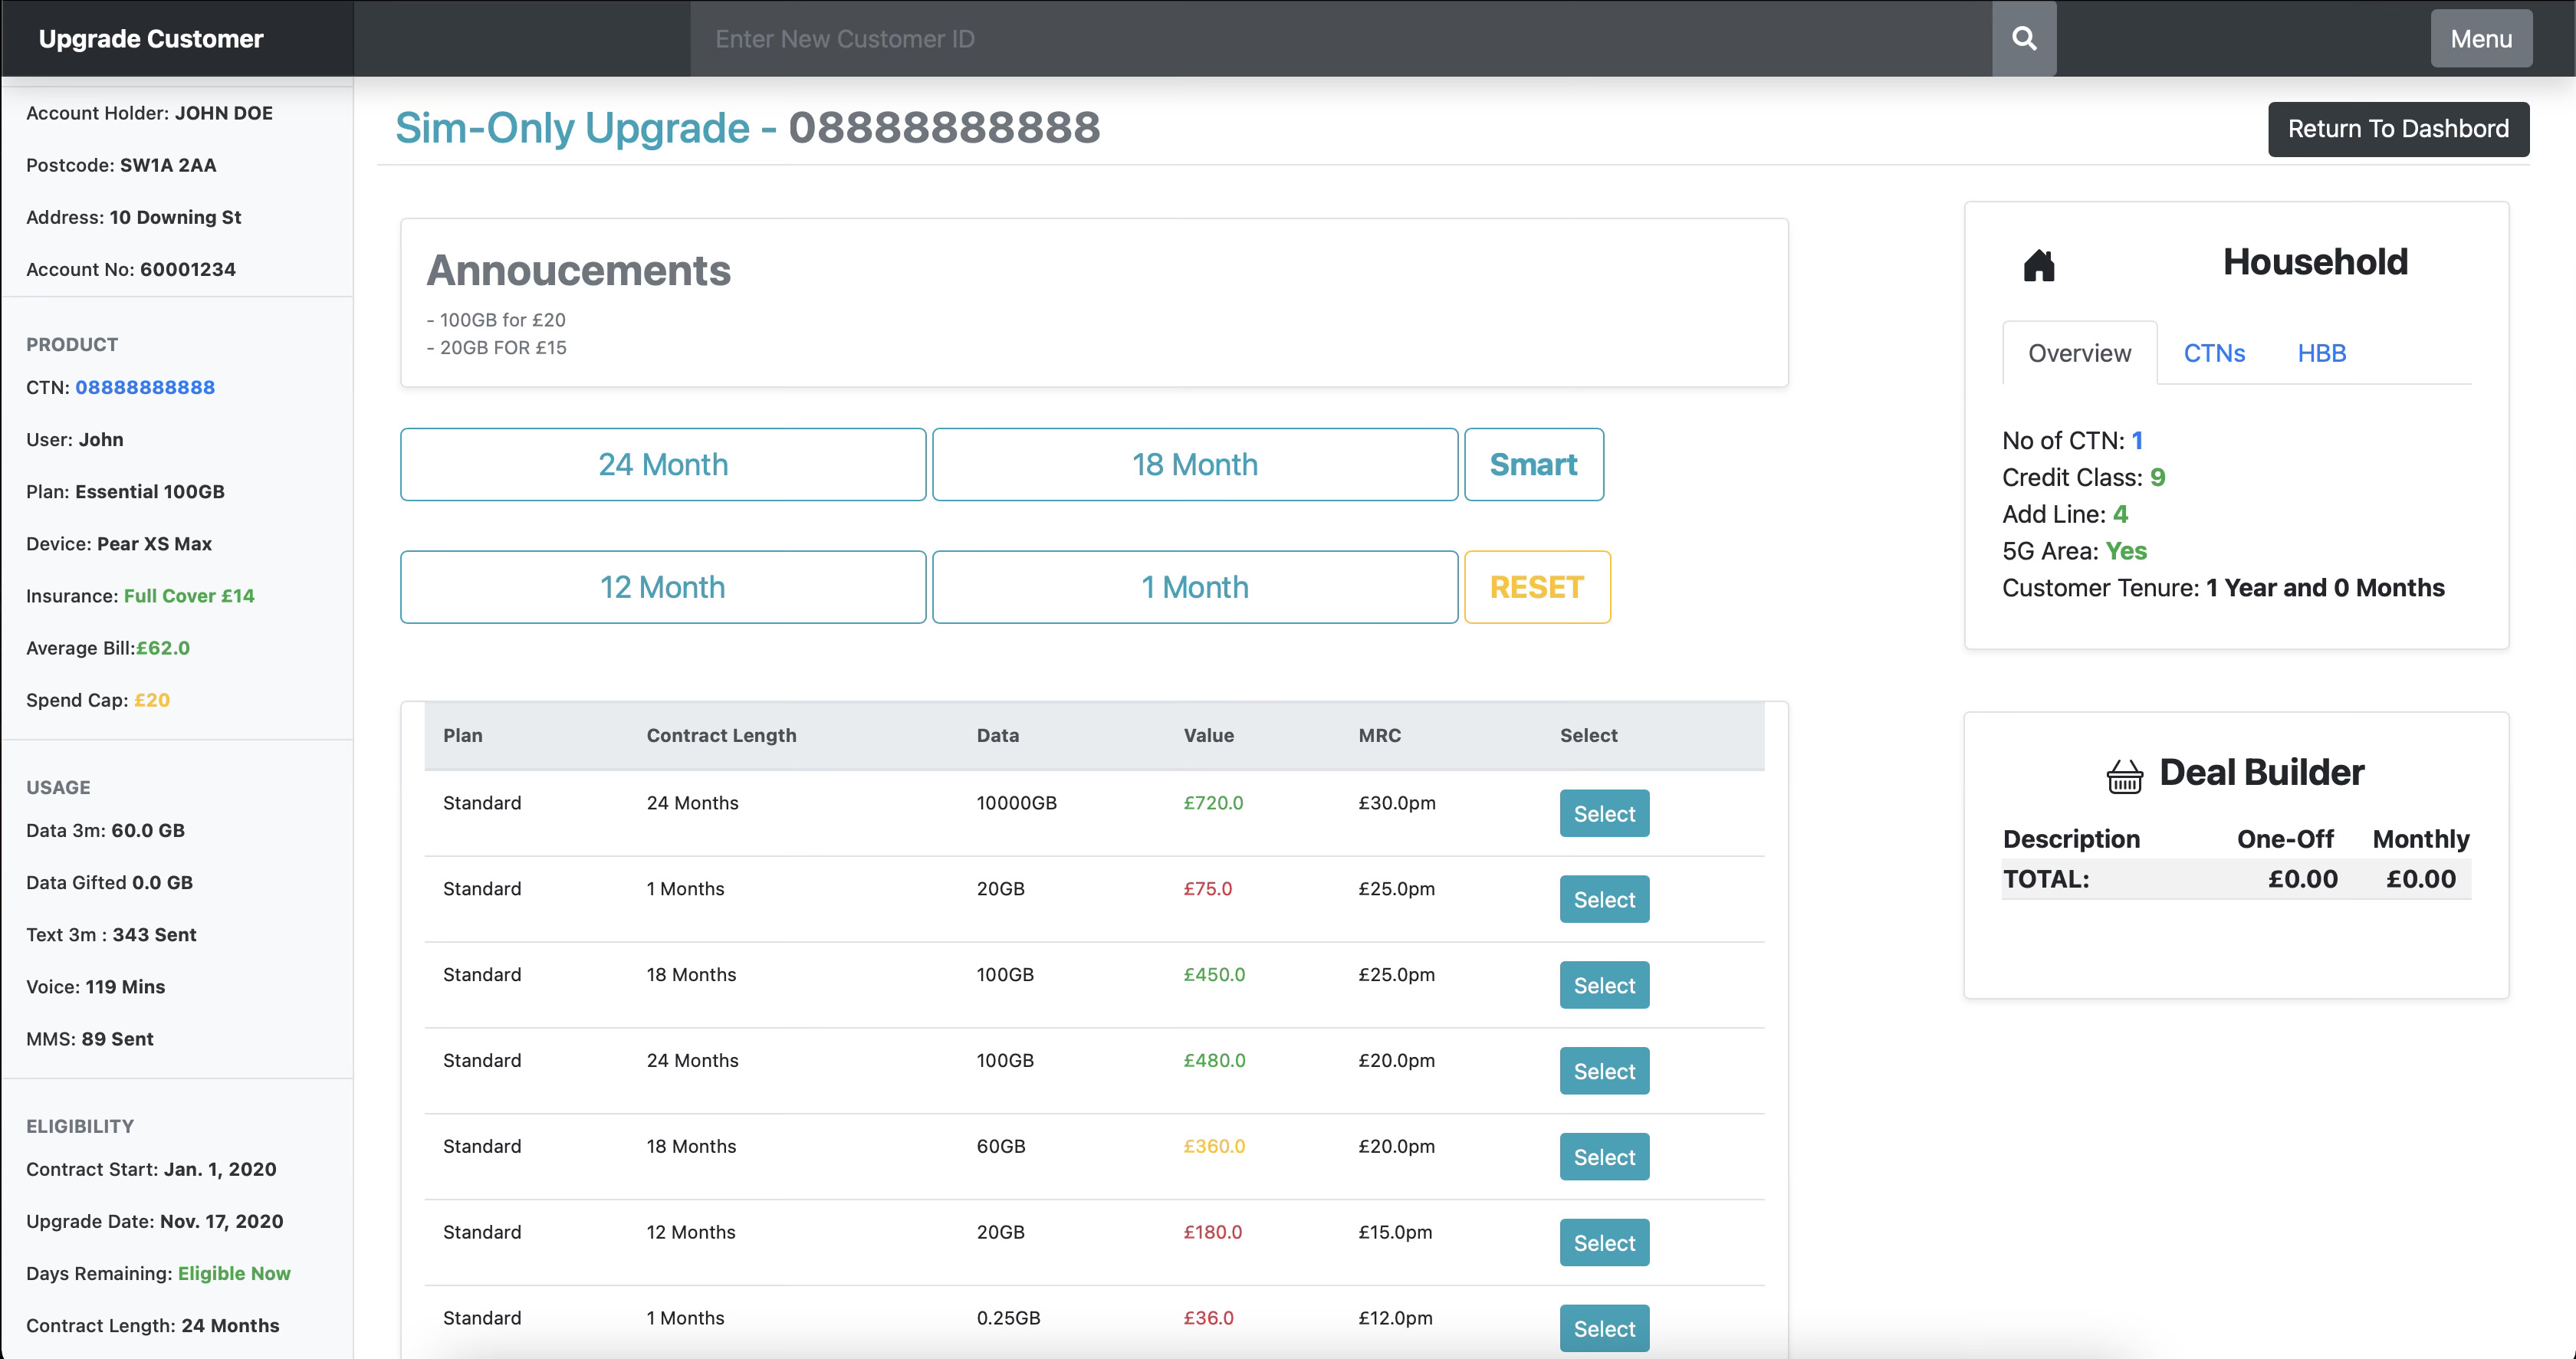 Upgrade Customer
Enter New Customer ID
Menu
Account Holder: JOHN DOE
Postcode: SW1A 2AA
Address: 10 Downing St
Account No: 60001234
PRODUCT
CTN: 08888888888
User: John
Plan: Essential 100GB
Device: Pear XS Max
Insurance: Full Cover £14
Average Bill:£62.0
Spend Cap: £20
USAGE
Data 3m: 60.0 GB
Data Gifted 0.0 GB
Text 3m : 343 Sent
Voice: 119 Mins
MMS: 89 Sent
ELIGIBILITY
Contract Start: Jan. 1, 2020
Upgrade Date: Nov. 17, 2020
Days Remaining: Eligible Now
Contract Length: 24 Months
Sim-Only Upgrade - 08888888888
Return To Dashbord
Annoucements
- 100GB for £20
- 20GB FOR £15
24 Month 18 Month Smart
12 Month 1 Month RESET
Plan Contract Length Data Value MRC Select
Standard 24 Months 10000GB £720.0 £30.0pm Select
Standard 1 Months 20GB £75.0 £25.0pm Select
Standard 18 Months 100GB £450.0 £25.0pm Select
Standard 24 Months 100GB £480.0 £20.0pm Select
Standard 18 Months 60GB £360.0 £20.0pm Select
Standard 12 Months 20GB £180.0 £15.0pm Select
Standard 1 Months 0.25GB £36.0 £12.0pm Select
Household
Overview CTNs HBB
No of CTN: 1
Credit Class: 9
Add Line: 4
5G Area: Yes
Customer Tenure: 1 Year and 0 Months
Deal Builder
Description One-Off Monthly
TOTAL: £0.00 £0.00